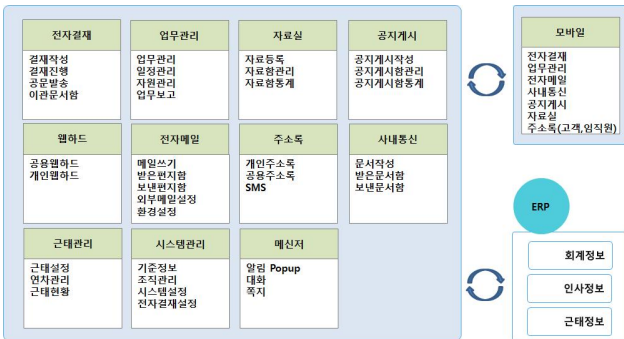 전자결재
결재작성
결재진행
공문발송
이관문서함
업무관리
업무관리
일정관리
자원관리
업무보고
자료실
자료등록
자료함관리
자료함통계
공지게시
공지게시작성
공지게시함관리
공지게시함통계
모바일
전자결재
업무관리
전자메일
사내통신
공지게시
자료실
주소록(고객,임직원)
웹하드
공용웹하드
개인웹하드
전자메일
메일쓰기
받은편지함
보낸편지함
외부메일설정
환경설정
주소록
개인주소록
공용주소록
SMS
사내통신
문서작성
받은문서함
보낸문서함
근태관리
근태설정
연차관리
근태현황
시스템관리
기준정보
조직관리
시스템설정
전자결재설정
메신저
알림 Popup
대화
쪽지
ERP
회계정보
인사정보
근태정보